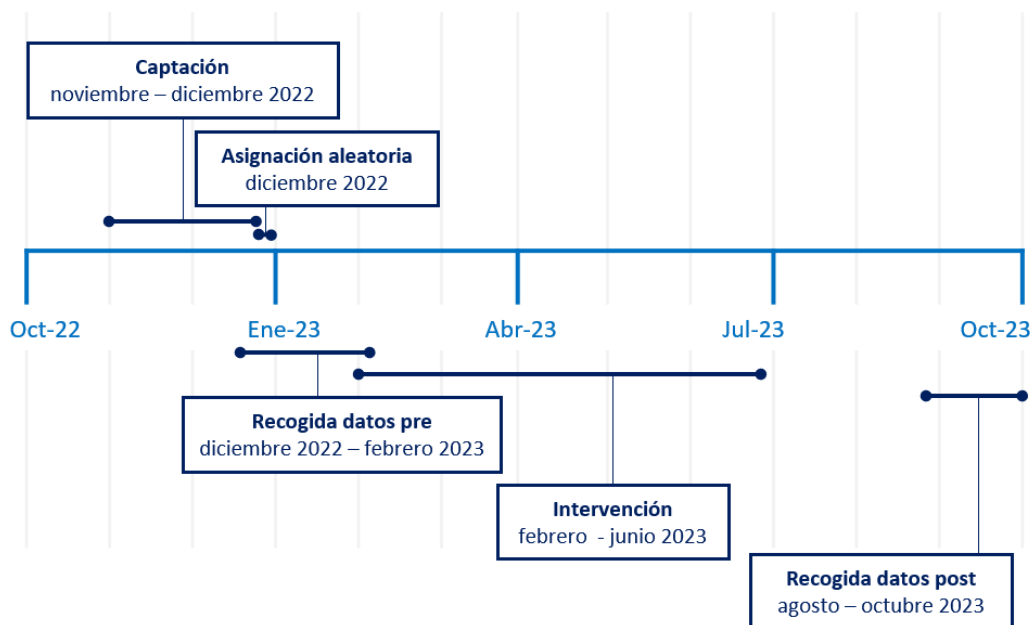 Captación
noviembre – diciembre 2022
Asignación aleatoria
diciembre 2022
Oct-22
Ene-23
Abr-23
Jul-23
Oct-23
Recogida datos pre
diciembre 2022 – febrero 2023
Intervención
febrero  - junio 2023
Recogida datos post
agosto – octubre 2023